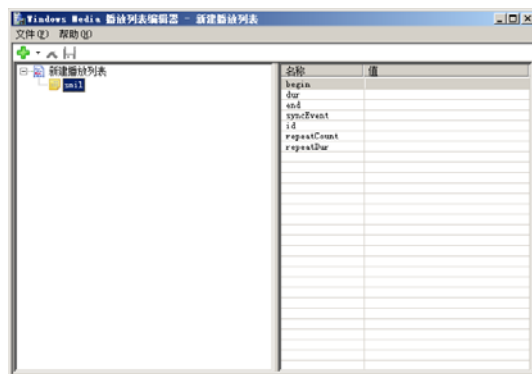 Windows Media 播放列表编辑器 - 新建播放列表
文件(F) 帮助(H)
新建播放列表
smil
名称 值
begin
dur
end
syncEvent
id
repeatCount
repeatDur